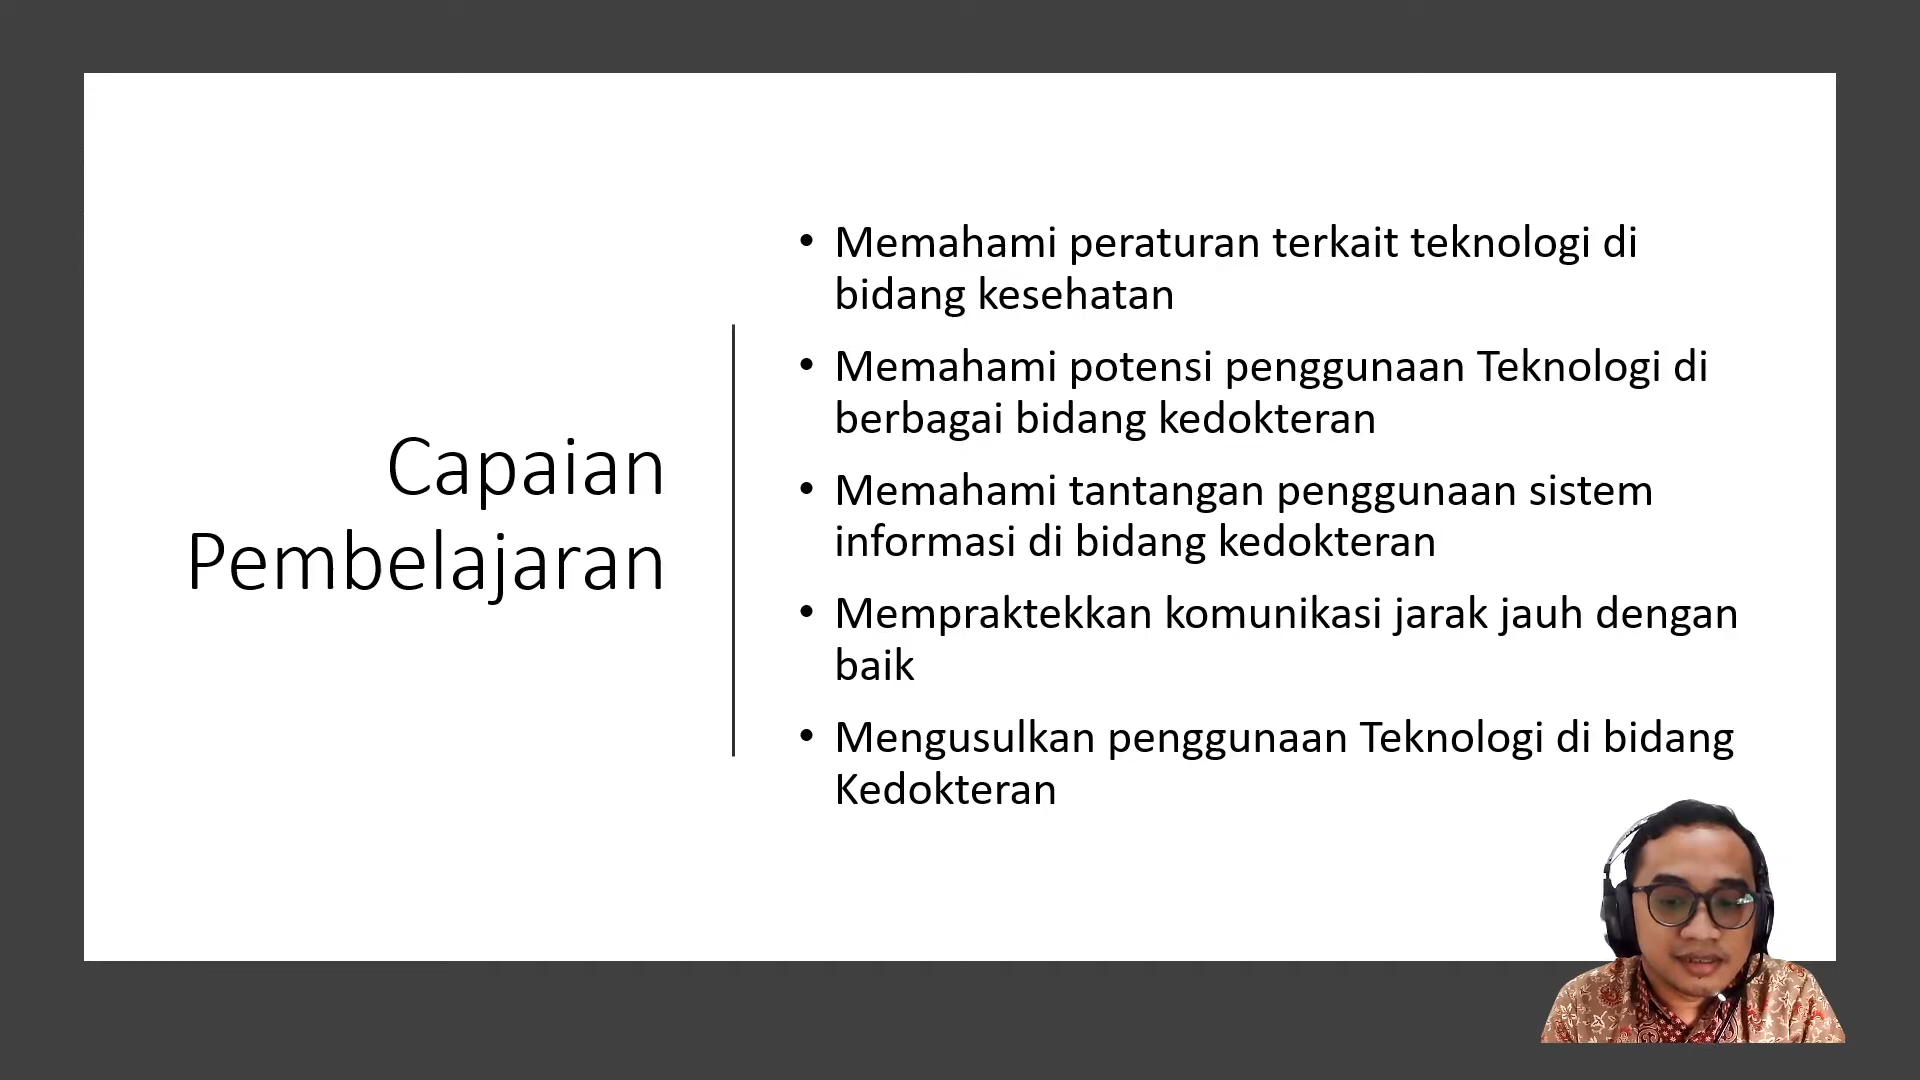 Capaian
Pembelajaran
• Memahami peraturan terkait teknologi di
bidang kesehatan
• Memahami potensi penggunaan Teknologi di
berbagai bidang kedokteran
• Memahami tantangan penggunaan sistem
informasi di bidang kedokteran
• Mempraktekkan komunikasi jarak jauh dengan
baik
• Mengusulkan penggunaan Teknologi di bidang
Kedokteran